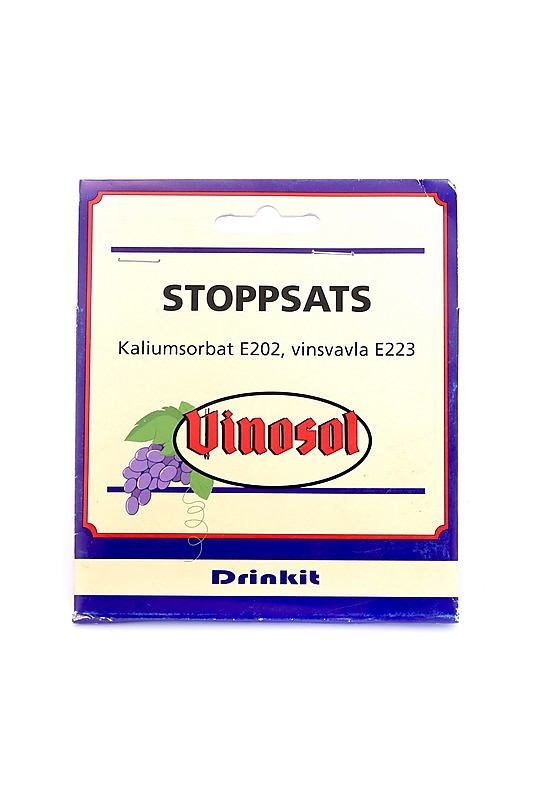 STOPPSATS
Kaliumsorbat E202, vinsvavla E223
Vinosol
Drinkit